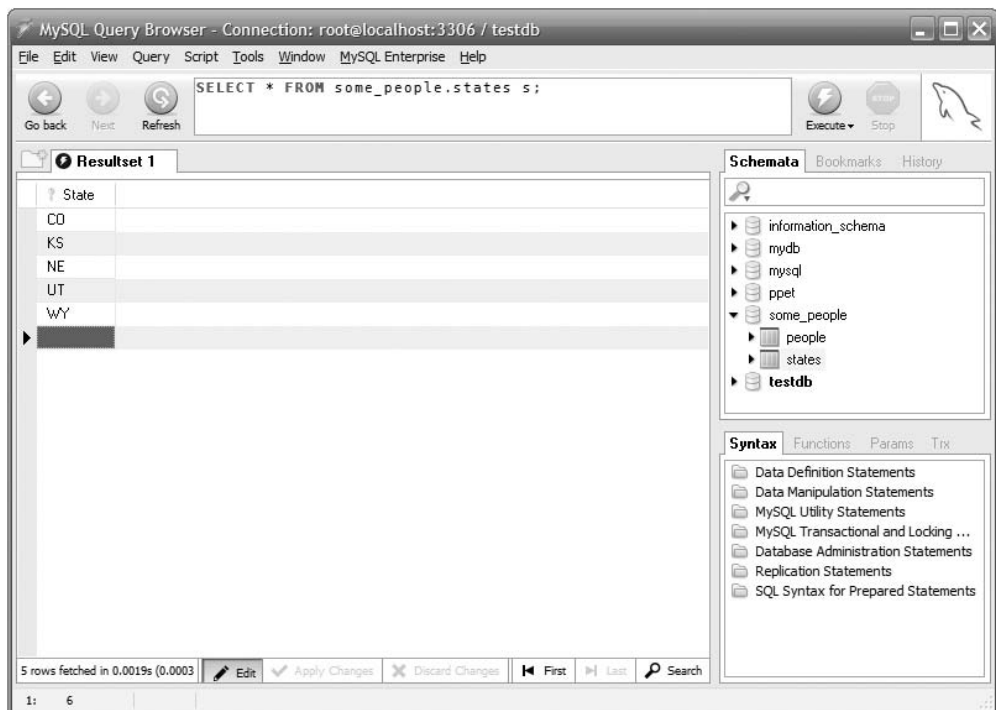 MySQL Query Browser - Connection: root@localhost:3306 / testdb
File Edit View Query Script Tools Window MySQL Enterprise Help
SELECT * FROM some_people.states s;
Go back Next Refresh
Execute STOP Stop
Resultset 1
State
CO
KS
NE
UT
WY
Schemata Bookmarks History
information_schema
mydb
mysql
ppet
some_people
people
states
testdb
Syntax Functions Params Trx
Data Definition Statements
Data Manipulation Statements
MySQL Utility Statements
MySQL Transactional and Locking ...
Database Administration Statements
Replication Statements
SQL Syntax for Prepared Statements
5 rows fetched in 0.0019s (0.0003 Edit Apply Changes Discard Changes First Last Search
1: 6